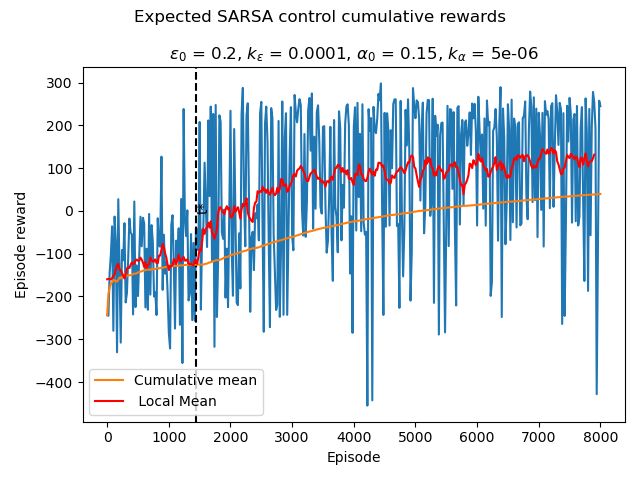 Expected SARSA control cumulative rewards
ε₀ = 0.2, kε = 0.0001, α₀ = 0.15, kα = 5e-06
Episode reward
300
200
100
0
−100
−200
−300
−400
Cumulative mean
Local Mean
0 1000 2000 3000 4000 5000 6000 7000 8000
Episode